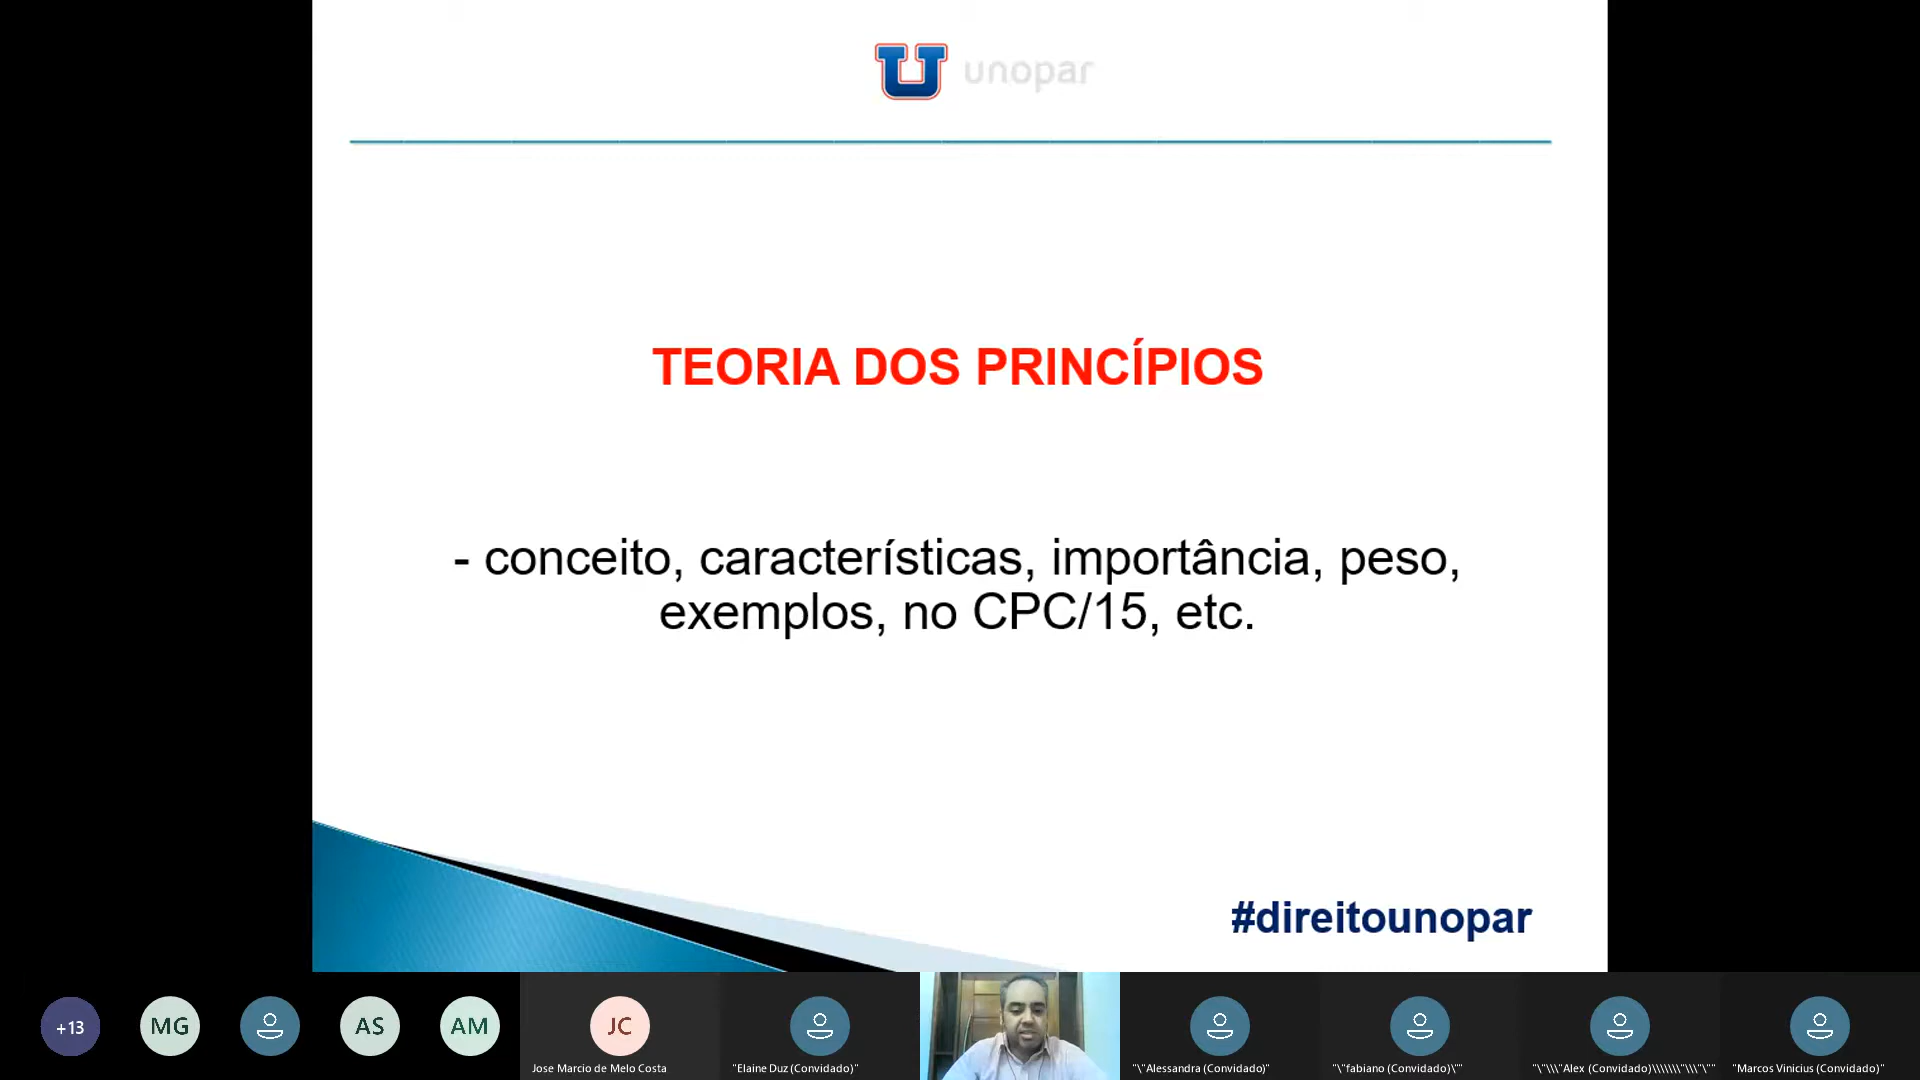 unopar
TEORIA DOS PRINCÍPIOS
- conceito, características, importância, peso,
exemplos, no CPC/15, etc.
#direitounopar
+13
MG
AS
AM
JC
Jose Marcio de Melo Costa
"Elaine Duz (Convidado)"
"\"Alessandra (Convidado)"
"\"fabiano (Convidado)\""
"\"\\\"Alex (Convidado)\\\\\\\"\\\"\""
"Marcos Vinicius (Convidado)"